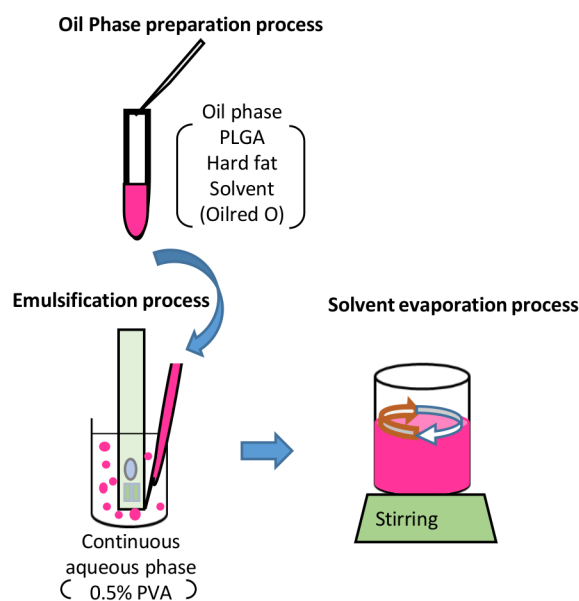 Oil Phase preparation process
Oil phase
PLGA
Hard fat
Solvent
(Oilred O)
Emulsification process
Solvent evaporation process
Stirring
Continuous
aqueous phase
( 0.5% PVA )